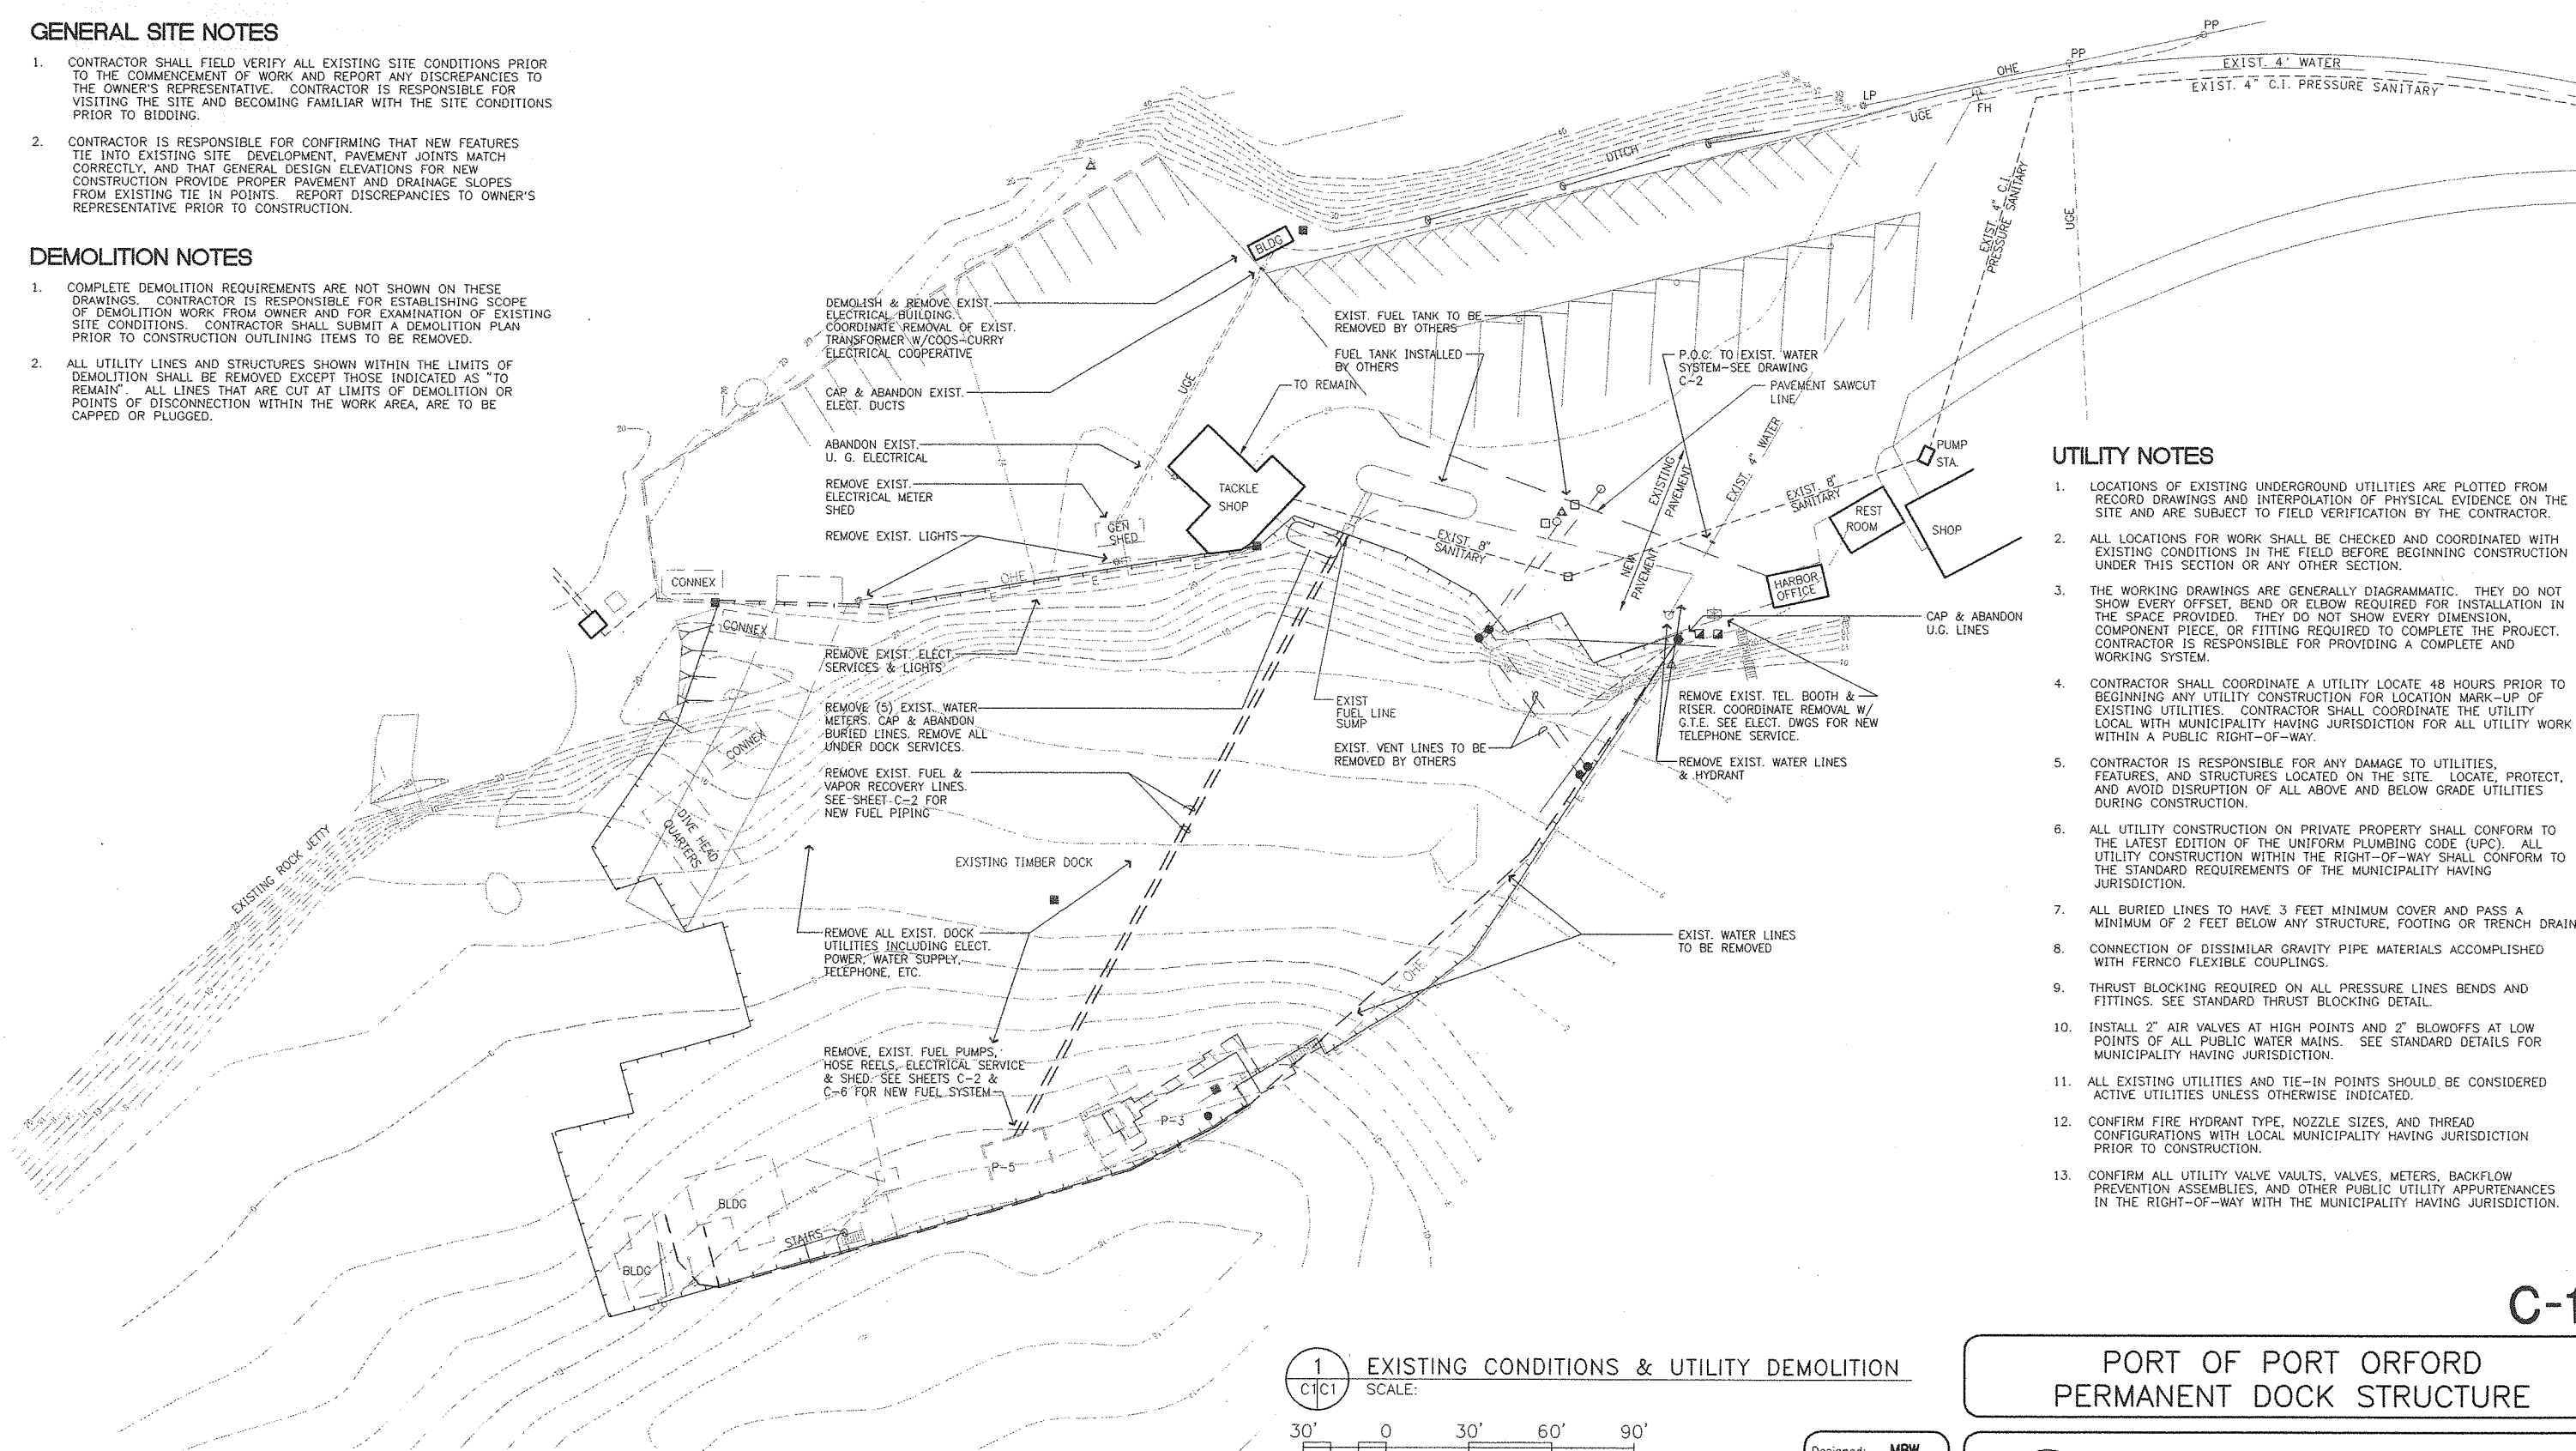 GENERAL SITE NOTES
1. CONTRACTOR SHALL FIELD VERIFY ALL EXISTING SITE CONDITIONS PRIOR
TO THE COMMENCEMENT OF WORK AND REPORT ANY DISCREPANCIES TO
THE OWNER'S REPRESENTATIVE. CONTRACTOR IS RESPONSIBLE FOR
VISITING THE SITE AND BECOMING FAMILIAR WITH THE SITE CONDITIONS
PRIOR TO BIDDING.
2. CONTRACTOR IS RESPONSIBLE FOR CONFIRMING THAT NEW FEATURES
TIE INTO EXISTING SITE DEVELOPMENT, PAVEMENT JOINTS MATCH
CORRECTLY, AND THAT GENERAL DESIGN ELEVATIONS FOR NEW
CONSTRUCTION PROVIDE PROPER PAVEMENT AND DRAINAGE SLOPES
FROM EXISTING TIE IN POINTS. REPORT DISCREPANCIES TO OWNER'S
REPRESENTATIVE PRIOR TO CONSTRUCTION.
DEMOLITION NOTES
1. COMPLETE DEMOLITION REQUIREMENTS ARE NOT SHOWN ON THESE
DRAWINGS. CONTRACTOR IS RESPONSIBLE FOR ESTABLISHING SCOPE
OF DEMOLITION WORK FROM OWNER AND FOR EXAMINATION OF EXISTING
SITE CONDITIONS. CONTRACTOR SHALL SUBMIT A DEMOLITION PLAN
PRIOR TO CONSTRUCTION OUTLINING ITEMS TO BE REMOVED.
2. ALL UTILITY LINES AND STRUCTURES SHOWN WITHIN THE LIMITS OF
DEMOLITION SHALL BE REMOVED EXCEPT THOSE INDICATED AS "TO
REMAIN". ALL LINES THAT ARE CUT AT LIMITS OF DEMOLITION OR
POINTS OF DISCONNECTION WITHIN THE WORK AREA, ARE TO BE
CAPPED OR PLUGGED.
PP
PP
OHE
EXIST. 4' WATER
EXIST. 4" C.I. PRESSURE SANITARY
LP
FH
UGE
DITCH
EXIST. 4" C.I.
PRESSURE SANITARY
UGE
BLDG
DEMOLISH & REMOVE EXIST.
ELECTRICAL BUILDING.
COORDINATE REMOVAL OF EXIST.
TRANSFORMER W/COOS-CURRY
ELECTRICAL COOPERATIVE
CAP & ABANDON EXIST.
ELECT. DUCTS
ABANDON EXIST.
U. G. ELECTRICAL
REMOVE EXIST.
ELECTRICAL METER
SHED
REMOVE EXIST. LIGHTS
EXIST. FUEL TANK TO BE
REMOVED BY OTHERS
FUEL TANK INSTALLED
BY OTHERS
TO REMAIN
P.O.C. TO EXIST. WATER
SYSTEM-SEE DRAWING
C-2
PAVEMENT SAWCUT
LINE
UGE
TACKLE
SHOP
GEN
SHED
EXISTING
PAVEMENT
NEW
PAVEMENT
EXIST. 4" WATER
EXIST. 8"
SANITARY
EXIST. 8"
SANITARY
PUMP
STA.
REST
ROOM
SHOP
HARBOR
OFFICE
OHE
E
E
E
CONNEX
CONNEX
CONNEX
DIVE HEAD
QUARTERS
EXISTING ROCK JETTY
CAP & ABANDON
U.G. LINES
REMOVE EXIST. ELECT
SERVICES & LIGHTS
REMOVE (5) EXIST. WATER
METERS. CAP & ABANDON
BURIED LINES. REMOVE ALL
UNDER DOCK SERVICES.
REMOVE EXIST. FUEL &
VAPOR RECOVERY LINES.
SEE SHEET C-2 FOR
NEW FUEL PIPING
EXIST
FUEL LINE
SUMP
EXIST. VENT LINES TO BE
REMOVED BY OTHERS
REMOVE EXIST. TEL. BOOTH &
RISER. COORDINATE REMOVAL W/
G.T.E. SEE ELECT. DWGS FOR NEW
TELEPHONE SERVICE.
REMOVE EXIST. WATER LINES
& HYDRANT
EXISTING TIMBER DOCK
REMOVE ALL EXIST. DOCK
UTILITIES INCLUDING ELECT.
POWER, WATER SUPPLY,
TELEPHONE, ETC.
EXIST. WATER LINES
TO BE REMOVED
OHE
REMOVE, EXIST. FUEL PUMPS,
HOSE REELS, ELECTRICAL SERVICE
& SHED. SEE SHEETS C-2 &
C-6 FOR NEW FUEL SYSTEM
P-3
P-5
BLDG
STAIRS
BLDG
UTILITY NOTES
1. LOCATIONS OF EXISTING UNDERGROUND UTILITIES ARE PLOTTED FROM
RECORD DRAWINGS AND INTERPOLATION OF PHYSICAL EVIDENCE ON THE
SITE AND ARE SUBJECT TO FIELD VERIFICATION BY THE CONTRACTOR.
2. ALL LOCATIONS FOR WORK SHALL BE CHECKED AND COORDINATED WITH
EXISTING CONDITIONS IN THE FIELD BEFORE BEGINNING CONSTRUCTION
UNDER THIS SECTION OR ANY OTHER SECTION.
3. THE WORKING DRAWINGS ARE GENERALLY DIAGRAMMATIC. THEY DO NOT
SHOW EVERY OFFSET, BEND OR ELBOW REQUIRED FOR INSTALLATION IN
THE SPACE PROVIDED. THEY DO NOT SHOW EVERY DIMENSION,
COMPONENT PIECE, OR FITTING REQUIRED TO COMPLETE THE PROJECT.
CONTRACTOR IS RESPONSIBLE FOR PROVIDING A COMPLETE AND
WORKING SYSTEM.
4. CONTRACTOR SHALL COORDINATE A UTILITY LOCATE 48 HOURS PRIOR TO
BEGINNING ANY UTILITY CONSTRUCTION FOR LOCATION MARK-UP OF
EXISTING UTILITIES. CONTRACTOR SHALL COORDINATE THE UTILITY
LOCAL WITH MUNICIPALITY HAVING JURISDICTION FOR ALL UTILITY WORK
WITHIN A PUBLIC RIGHT-OF-WAY.
5. CONTRACTOR IS RESPONSIBLE FOR ANY DAMAGE TO UTILITIES,
FEATURES, AND STRUCTURES LOCATED ON THE SITE. LOCATE, PROTECT,
AND AVOID DISRUPTION OF ALL ABOVE AND BELOW GRADE UTILITIES
DURING CONSTRUCTION.
6. ALL UTILITY CONSTRUCTION ON PRIVATE PROPERTY SHALL CONFORM TO
THE LATEST EDITION OF THE UNIFORM PLUMBING CODE (UPC). ALL
UTILITY CONSTRUCTION WITHIN THE RIGHT-OF-WAY SHALL CONFORM TO
THE STANDARD REQUIREMENTS OF THE MUNICIPALITY HAVING
JURISDICTION.
7. ALL BURIED LINES TO HAVE 3 FEET MINIMUM COVER AND PASS A
MINIMUM OF 2 FEET BELOW ANY STRUCTURE, FOOTING OR TRENCH DRAIN
8. CONNECTION OF DISSIMILAR GRAVITY PIPE MATERIALS ACCOMPLISHED
WITH FERNCO FLEXIBLE COUPLINGS.
9. THRUST BLOCKING REQUIRED ON ALL PRESSURE LINES BENDS AND
FITTINGS. SEE STANDARD THRUST BLOCKING DETAIL.
10. INSTALL 2" AIR VALVES AT HIGH POINTS AND 2" BLOWOFFS AT LOW
POINTS OF ALL PUBLIC WATER MAINS. SEE STANDARD DETAILS FOR
MUNICIPALITY HAVING JURISDICTION.
11. ALL EXISTING UTILITIES AND TIE-IN POINTS SHOULD BE CONSIDERED
ACTIVE UTILITIES UNLESS OTHERWISE INDICATED.
12. CONFIRM FIRE HYDRANT TYPE, NOZZLE SIZES, AND THREAD
CONFIGURATIONS WITH LOCAL MUNICIPALITY HAVING JURISDICTION
PRIOR TO CONSTRUCTION.
13. CONFIRM ALL UTILITY VALVE VAULTS, VALVES, METERS, BACKFLOW
PREVENTION ASSEMBLIES, AND OTHER PUBLIC UTILITY APPURTENANCES
IN THE RIGHT-OF-WAY WITH THE MUNICIPALITY HAVING JURISDICTION.
C-1
1
C1 C1
EXISTING CONDITIONS & UTILITY DEMOLITION
SCALE:
30' 0 30' 60' 90'
PORT OF PORT ORFORD
PERMANENT DOCK STRUCTURE
Designed: MBW